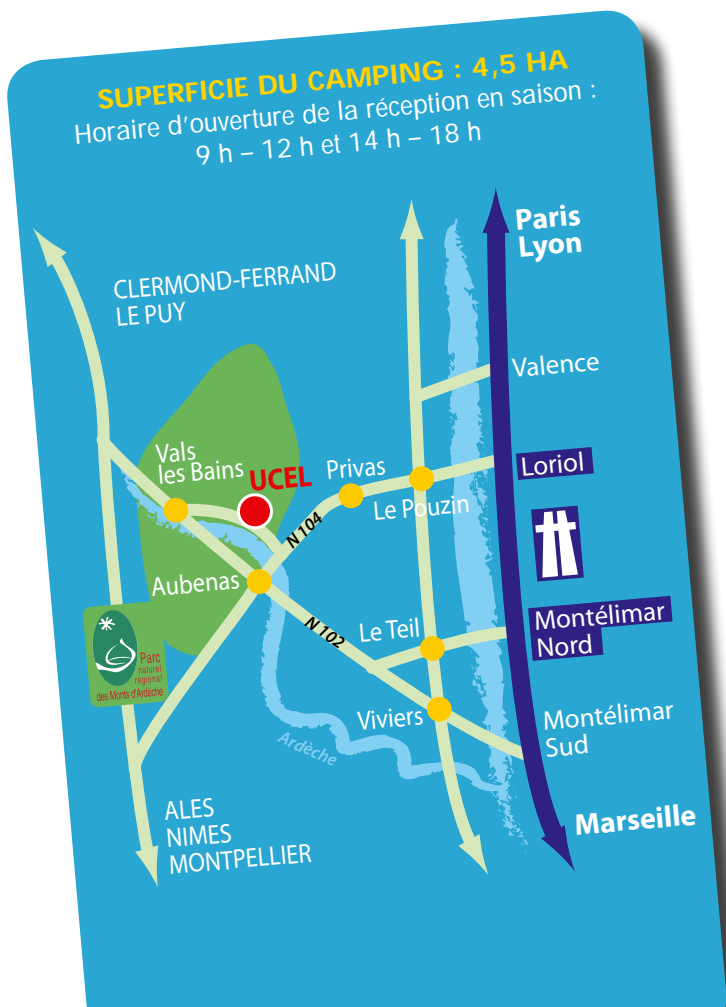 SUPERFICIE DU CAMPING : 4,5 HA
Horaire d'ouverture de la réception en saison :
9 h – 12 h et 14 h – 18 h
Paris
Lyon
CLERMOND-FERRAND
LE PUY
Valence
Vals
les Bains
UCEL
Privas
Loriol
Le Pouzin
N 104
Aubenas
N 102
Le Teil
Montélimar
Nord
Parc
naturel
régional
des Monts d'Ardèche
Viviers
Montélimar
Sud
Ardèche
ALES
NIMES
MONTPELLIER
Marseille